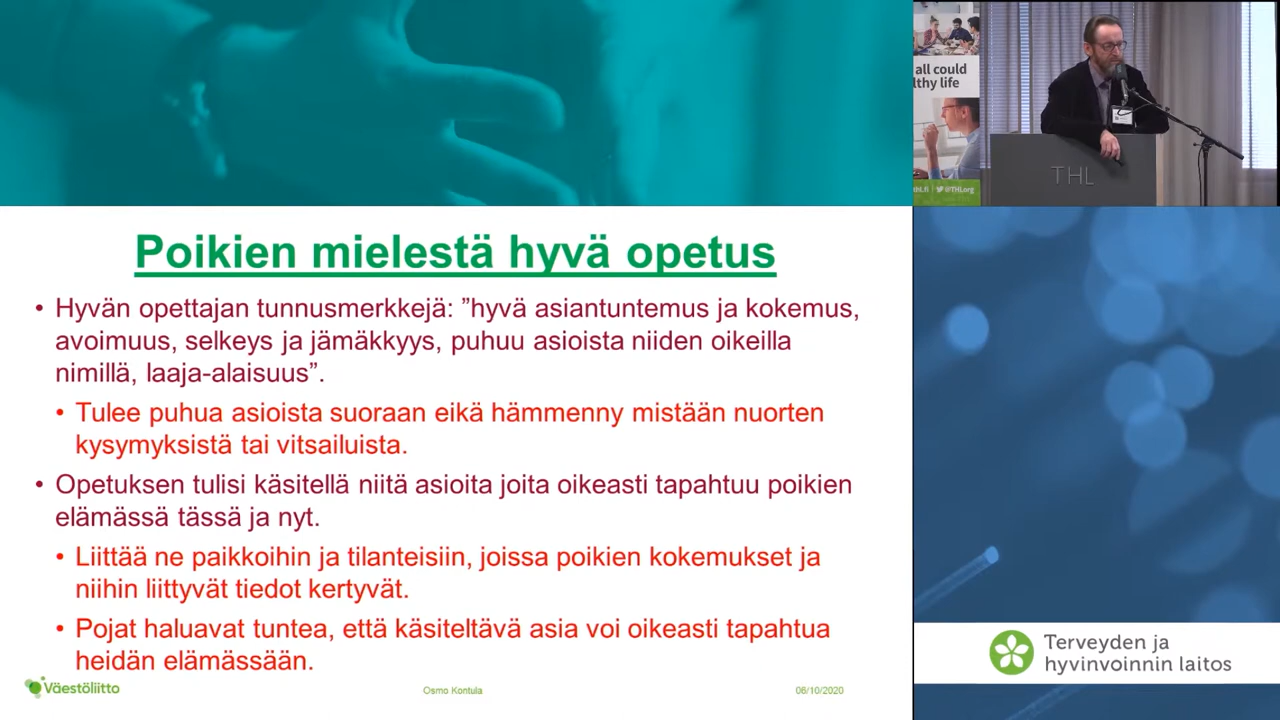 all could
lthy life
thl.fi
@THLorg
THL
Poikien mielestä hyvä opetus
• Hyvän opettajan tunnusmerkkejä: ”hyvä asiantuntemus ja kokemus,
avoimuus, selkeys ja jämäkkyys, puhuu asioista niiden oikeilla
nimillä, laaja-alaisuus”.
• Tulee puhua asioista suoraan eikä hämmenny mistään nuorten
kysymyksistä tai vitsailuista.
• Opetuksen tulisi käsitellä niitä asioita joita oikeasti tapahtuu poikien
elämässä tässä ja nyt.
• Liittää ne paikkoihin ja tilanteisiin, joissa poikien kokemukset ja
niihin liittyvät tiedot kertyvät.
• Pojat haluavat tuntea, että käsiteltävä asia voi oikeasti tapahtua
heidän elämässään.
Väestöliitto
Osmo Kontula
06/10/2020
Terveyden ja
hyvinvoinnin laitos